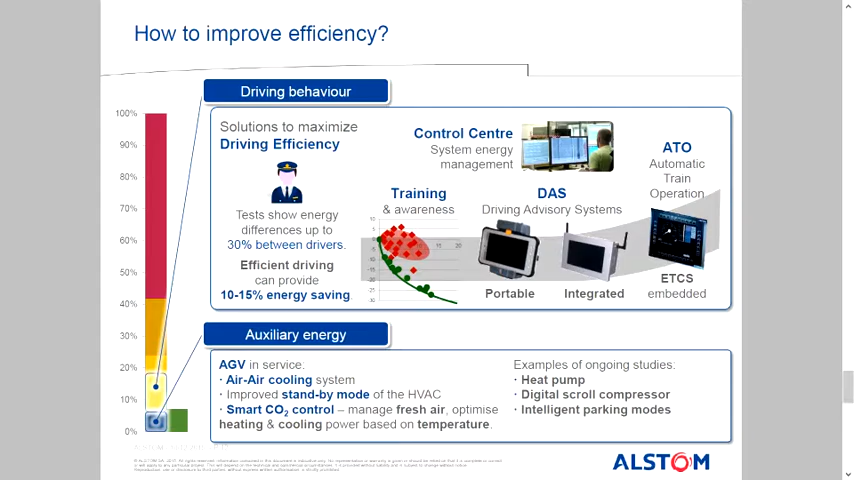 How to improve efficiency?
Driving behaviour
100%
90%
80%
70%
60%
50%
40%
30%
20%
10%
0%
Solutions to maximize
Driving Efficiency
Tests show energy
differences up to
30% between drivers.
Efficient driving
can provide
10-15% energy saving.
Control Centre
System energy
management
Training
& awareness
DAS
Driving Advisory Systems
Portable
Integrated
ATO
Automatic
Train
Operation
ETCS
embedded
Auxiliary energy
AGV in service:
· Air-Air cooling system
· Improved stand-by mode of the HVAC
· Smart CO2 control – manage fresh air, optimise
heating & cooling power based on temperature.
Examples of ongoing studies:
· Heat pump
· Digital scroll compressor
· Intelligent parking modes
ALSTOM